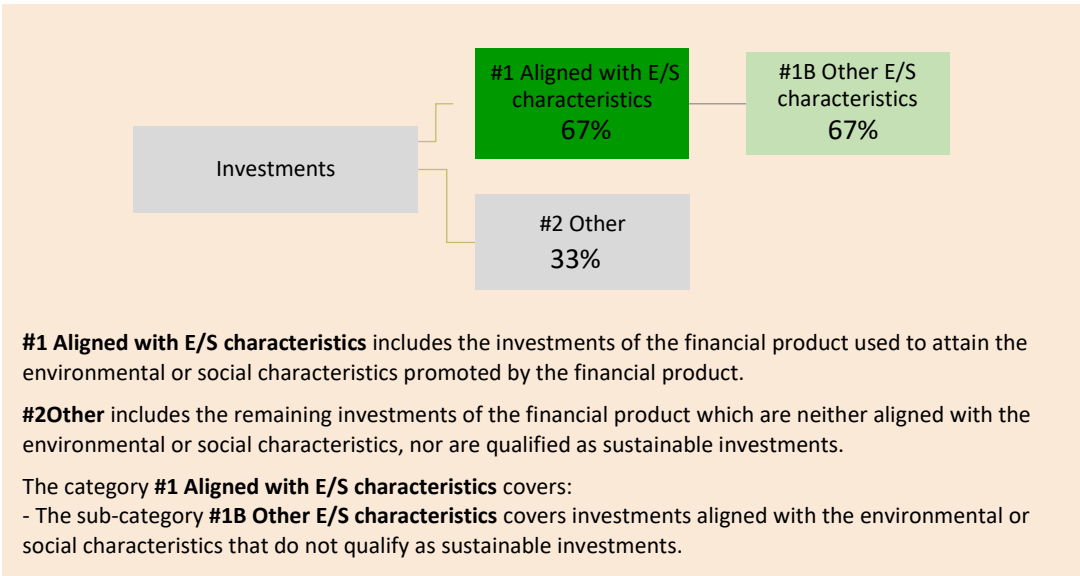 #1 Aligned with E/S
characteristics
67%
#1B Other E/S
characteristics
67%
Investments
#2 Other
33%
#1 Aligned with E/S characteristics includes the investments of the financial product used to attain the
environmental or social characteristics promoted by the financial product.
#2Other includes the remaining investments of the financial product which are neither aligned with the
environmental or social characteristics, nor are qualified as sustainable investments.
The category #1 Aligned with E/S characteristics covers:
- The sub-category #1B Other E/S characteristics covers investments aligned with the environmental or
social characteristics that do not qualify as sustainable investments.